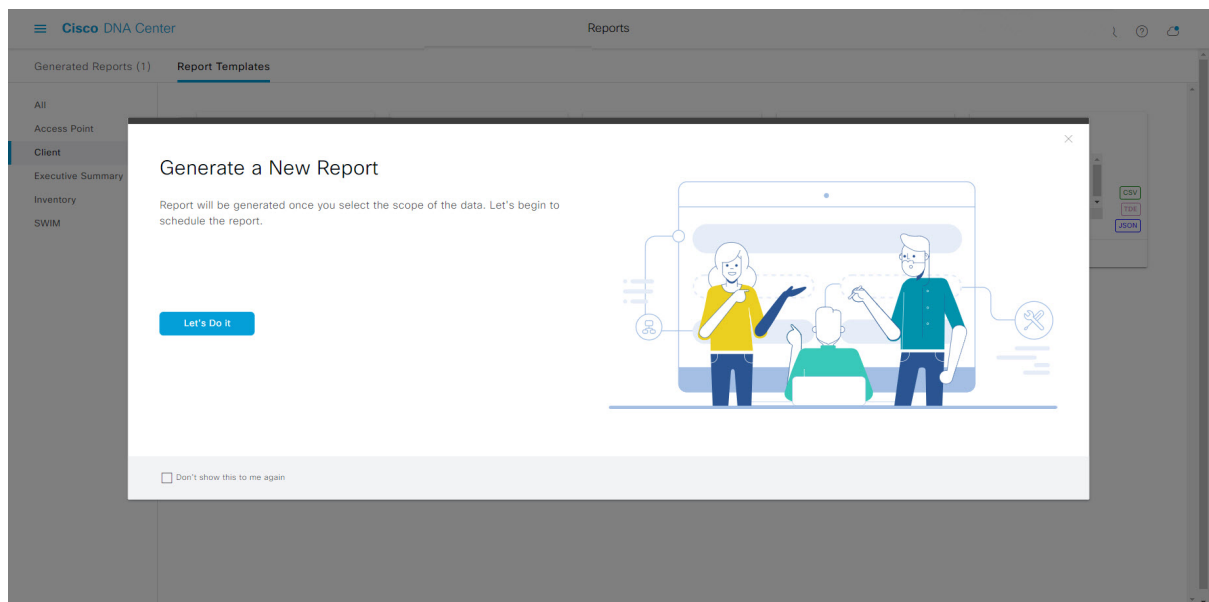 Cisco DNA Center
Reports
Generated Reports (1)
Report Templates
All
Access Point
Client
Executive Summary
Inventory
SWIM
Generate a New Report
Report will be generated once you select the scope of the data. Let's begin to
schedule the report.
Let's Do it
Don't show this to me again
CSV
TDE
JSON